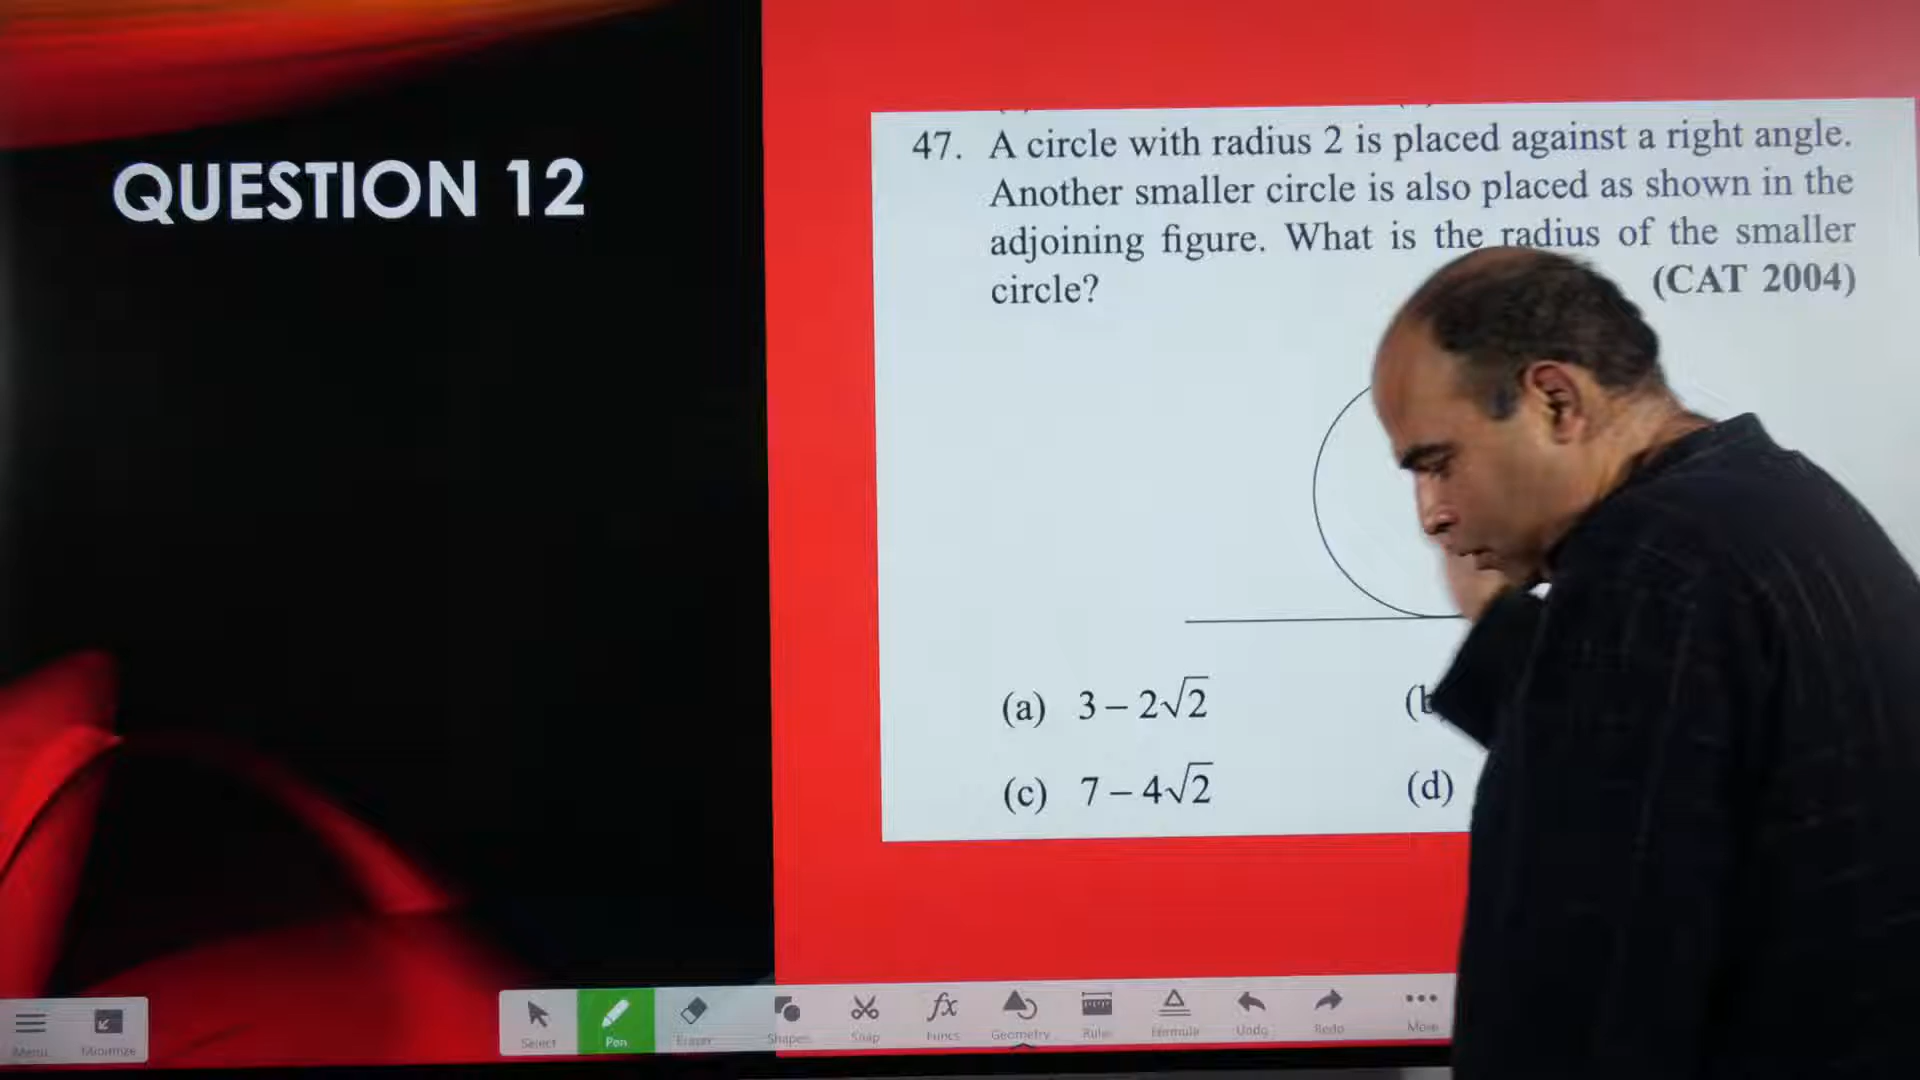 QUESTION 12
47. A circle with radius 2 is placed against a right angle.
Another smaller circle is also placed as shown in the
adjoining figure. What is the radius of the smaller
circle? (CAT 2004)
(a) 3 – 2√2 (b
(c) 7 – 4√2 (d)
Menu Minimize Select Pen Eraser Shapes Snap Funcs Geometry Ruler Formula Undo Redo More